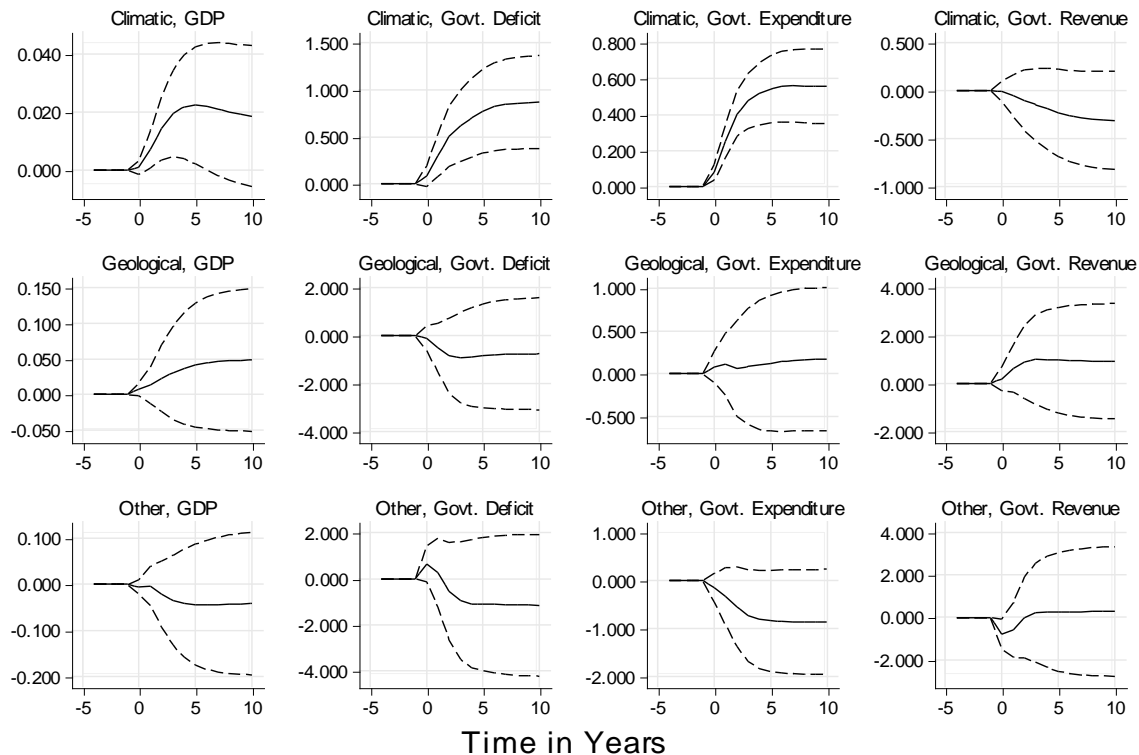 Climatic, GDP
0.040
0.020
0.000
-5 0 5 10
Climatic, Govt. Deficit
1.500
1.000
0.500
0.000
-5 0 5 10
Climatic, Govt. Expenditure
0.800
0.600
0.400
0.200
0.000
-5 0 5 10
Climatic, Govt. Revenue
0.500
0.000
-0.500
-1.000
-5 0 5 10
Geological, GDP
0.150
0.100
0.050
0.000
-0.050
-5 0 5 10
Geological, Govt. Deficit
2.000
0.000
-2.000
-4.000
-5 0 5 10
Geological, Govt. Expenditure
1.000
0.500
0.000
-0.500
-5 0 5 10
Geological, Govt. Revenue
4.000
2.000
0.000
-2.000
-5 0 5 10
Other, GDP
0.100
0.000
-0.100
-0.200
-5 0 5 10
Other, Govt. Deficit
2.000
0.000
-2.000
-4.000
-5 0 5 10
Other, Govt. Expenditure
1.000
0.000
-1.000
-2.000
-5 0 5 10
Other, Govt. Revenue
4.000
2.000
0.000
-2.000
-5 0 5 10
Time in Years